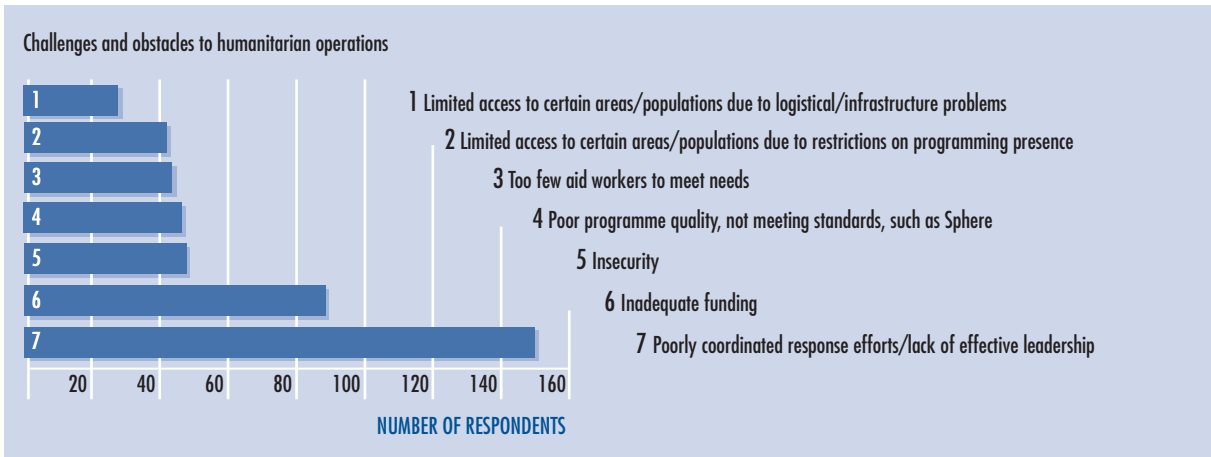 Challenges and obstacles to humanitarian operations
1
1 Limited access to certain areas/populations due to logistical/infrastructure problems
2
2 Limited access to certain areas/populations due to restrictions on programming presence
3
3 Too few aid workers to meet needs
4
4 Poor programme quality, not meeting standards, such as Sphere
5
5 Insecurity
6
6 Inadequate funding
7
7 Poorly coordinated response efforts/lack of effective leadership
20 40 60 80 100 120 140 160
NUMBER OF RESPONDENTS